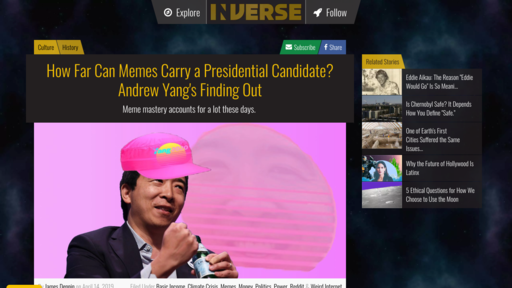 Explore
INVERSE
Follow
Culture
History
Subscribe
Share
How Far Can Memes Carry a Presidential Candidate?
Andrew Yang's Finding Out
Meme mastery accounts for a lot these days.
Related Stories
Eddie Aikau: The Reason "Eddie
Would Go" Is So Meani...
Is Chernobyl Safe? It Depends
How You Define "Safe."
One of Earth's First
Cities Suffered the Same
Issues...
Why the Future of Hollywood Is
Latinx
5 Ethical Questions for How We
Choose to Use the Moon
By James Dennin on April 14, 2019
Filed Under Basic Income, Climate Crisis, Memes, Money, Politics, Power, Reddit & Weird Internet